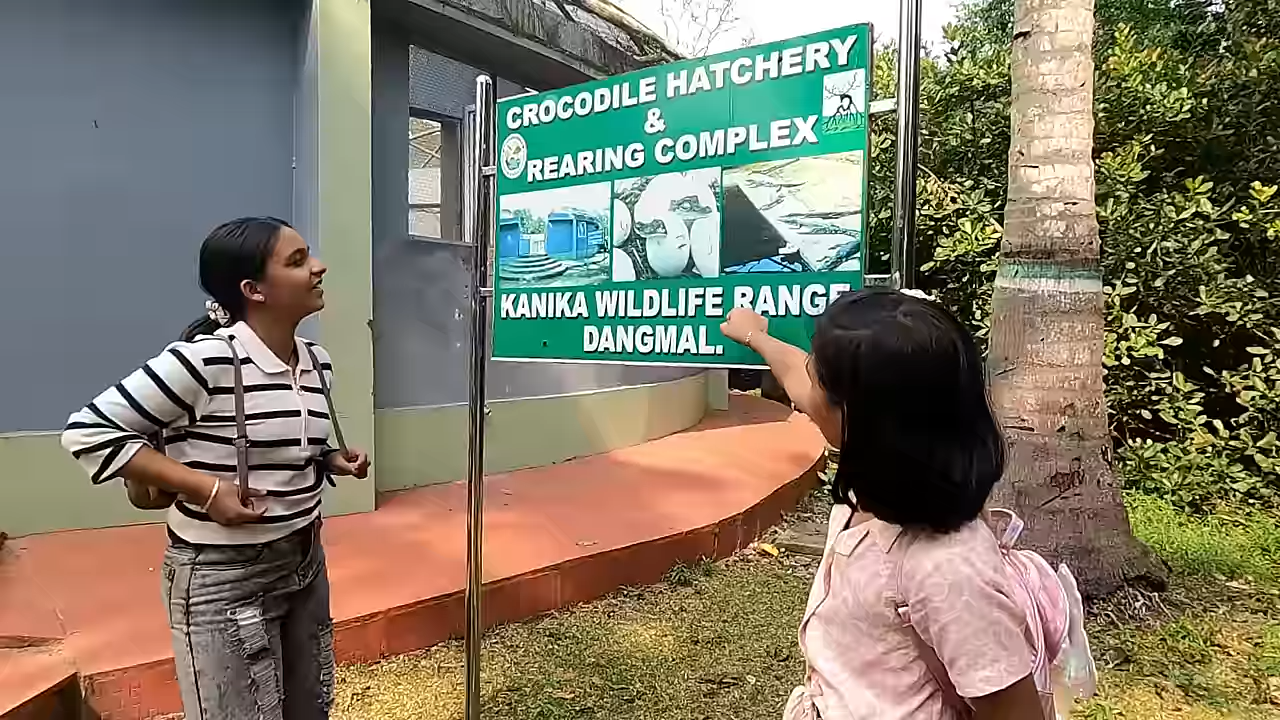 CROCODILE HATCHERY
&
REARING COMPLEX
KANIKA WILDLIFE RANGE
DANGMAL.